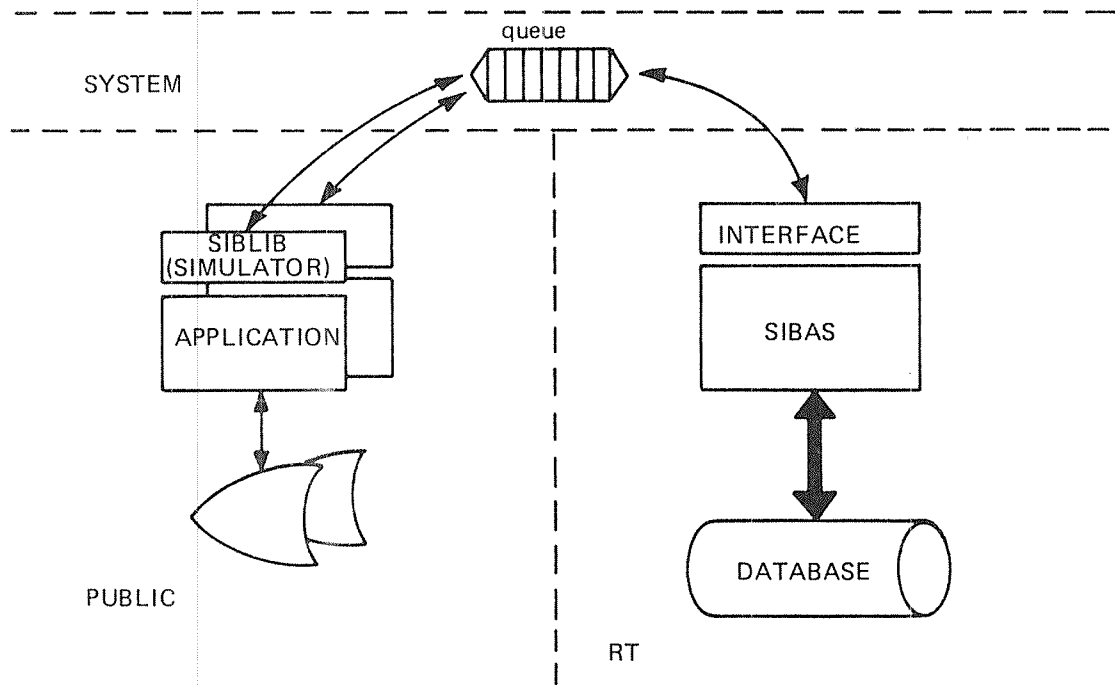 queue
SYSTEM
SIBLIB
(SIMULATOR)
APPLICATION
INTERFACE
SIBAS
DATABASE
PUBLIC
RT